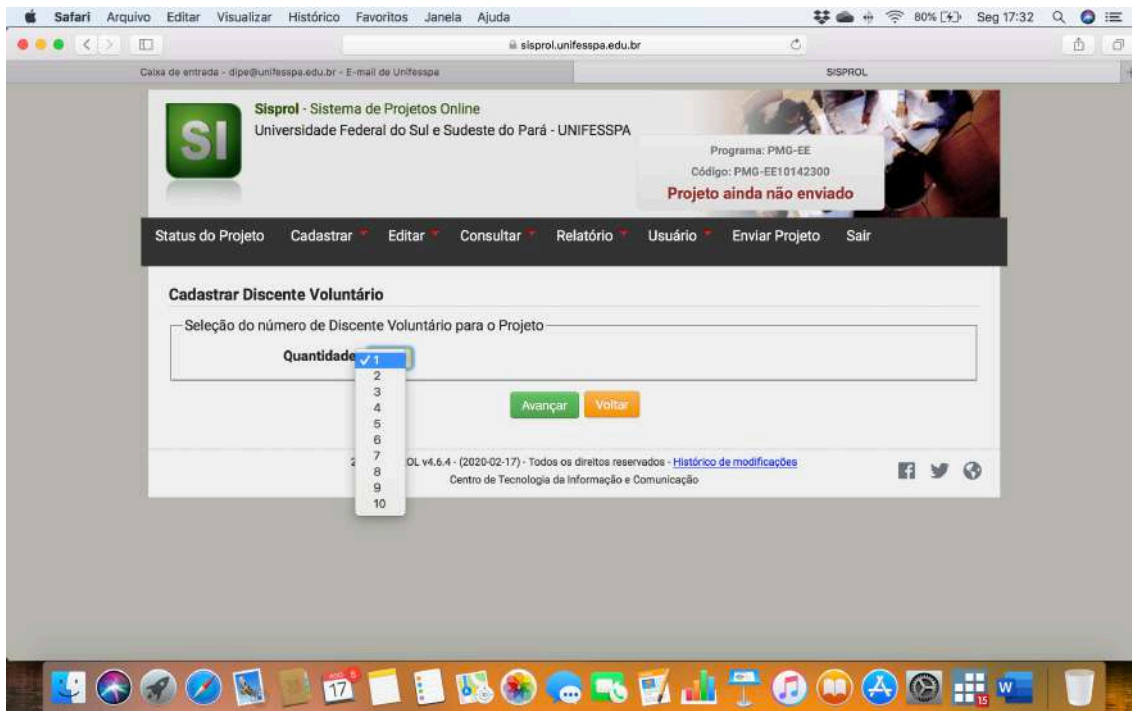 Safari Arquivo Editar Visualizar Histórico Favoritos Janela Ajuda 80% Seg 17:32
sisprol.unifesspa.edu.br
Caixa de entrada - dipe@unifesspa.edu.br - E-mail de Unifesspa SISPROL
SI
Sisprol - Sistema de Projetos Online
Universidade Federal do Sul e Sudeste do Pará - UNIFESSPA
Programa: PMG-EE
Código: PMG-EE10142300
Projeto ainda não enviado
Status do Projeto Cadastrar Editar Consultar Relatório Usuário Enviar Projeto Sair
Cadastrar Discente Voluntário
Seleção do número de Discente Voluntário para o Projeto
Quantidade
✓ 1
2
3
4
5
6
7
8
9
10
Avançar Voltar
2 OL v4.6.4 - (2020-02-17) - Todos os direitos reservados - Histórico de modificações
Centro de Tecnologia da Informação e Comunicação
17
15
W